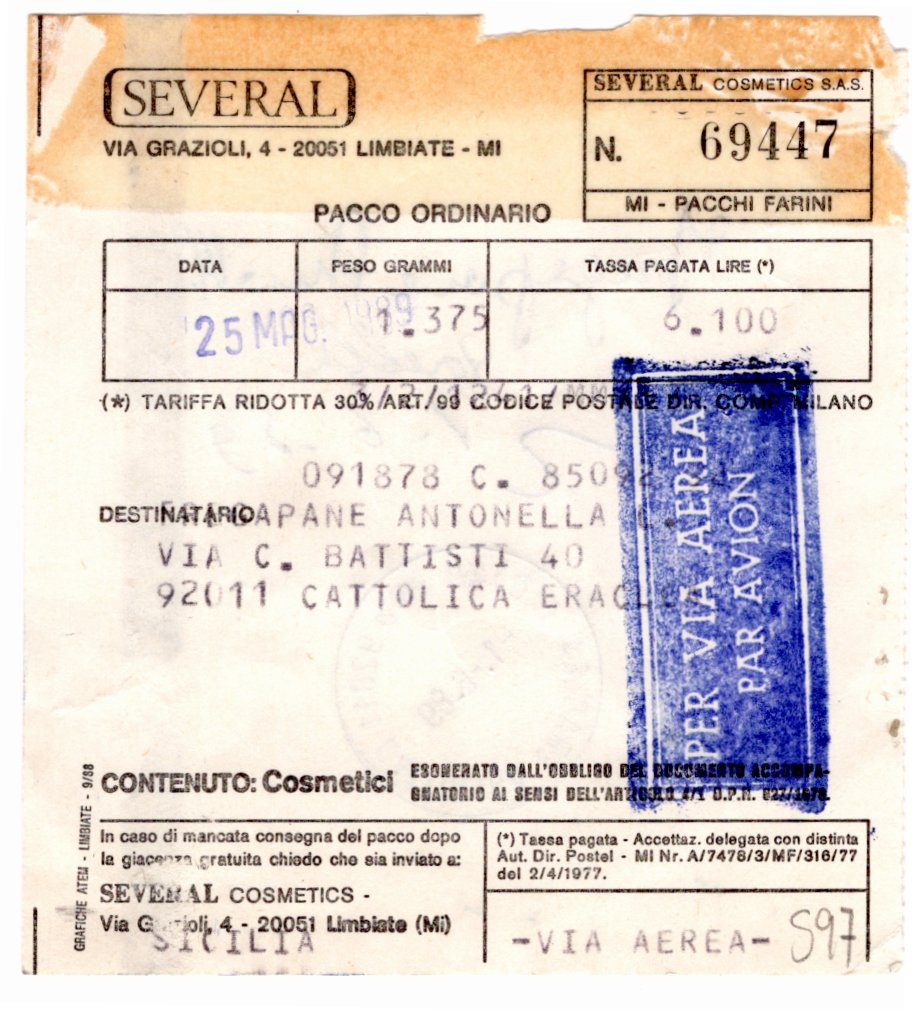 SEVERAL
VIA GRAZIOLI, 4 - 20051 LIMBIATE - MI
SEVERAL COSMETICS S.A.S.
N. 69447
MI - PACCHI FARINI
PACCO ORDINARIO
DATA PESO GRAMMI TASSA PAGATA LIRE (*)
25 MAG. 1989 1.375 6.100
(*) TARIFFA RIDOTTA 30% ART. 99 CODICE POSTALE DIR. COMP. MILANO
091878 C.
DESTINATARIO ANTONELLA C.
VIA C. BATTISTI 40
92011 CATTOLICA ERACLEA
PER VIA AEREA
PAR AVION
CONTENUTO: Cosmetici
ESONERATO DALL'OBBLIGO DEL DOCUMENTO ACCOMPA-
GNATORIO AI SENSI DELL'ARTICOLO 4/1 D.P.R. 627/1978.
GRAFICHE ATEM - LIMBIATE - 9/88
In caso di mancata consegna del pacco dopo
la giacenza gratuita chiedo che sia inviato a:
SEVERAL COSMETICS -
Via Grazioli, 4 - 20051 Limbiate (Mi)
SICILIA
(*) Tassa pagata - Accettaz. delegata con distinta
Aut. Dir. Postel - MI Nr. A/7476/3/MF/316/77
del 2/4/1977.
-VIA AEREA- S97